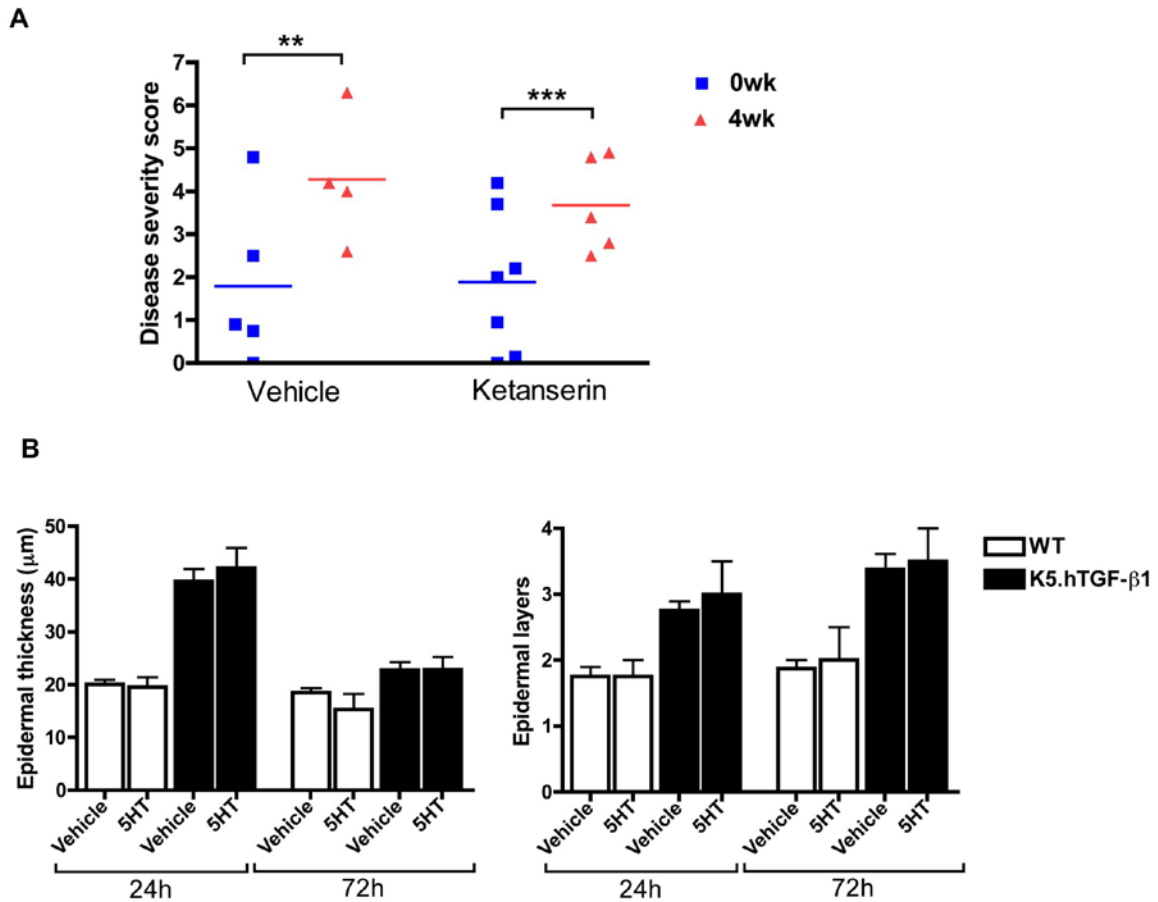 A
**
7
6
5
4
3
2
1
0
Disease severity score
***
0wk
4wk
Vehicle
Ketanserin
B
50
40
30
20
10
0
Epidermal thickness (μm)
Vehicle
5HT
Vehicle
5HT
Vehicle
5HT
Vehicle
5HT
24h
72h
4
3
2
1
0
Epidermal layers
Vehicle
5HT
Vehicle
5HT
Vehicle
5HT
Vehicle
5HT
24h
72h
WT
K5.hTGF-β1